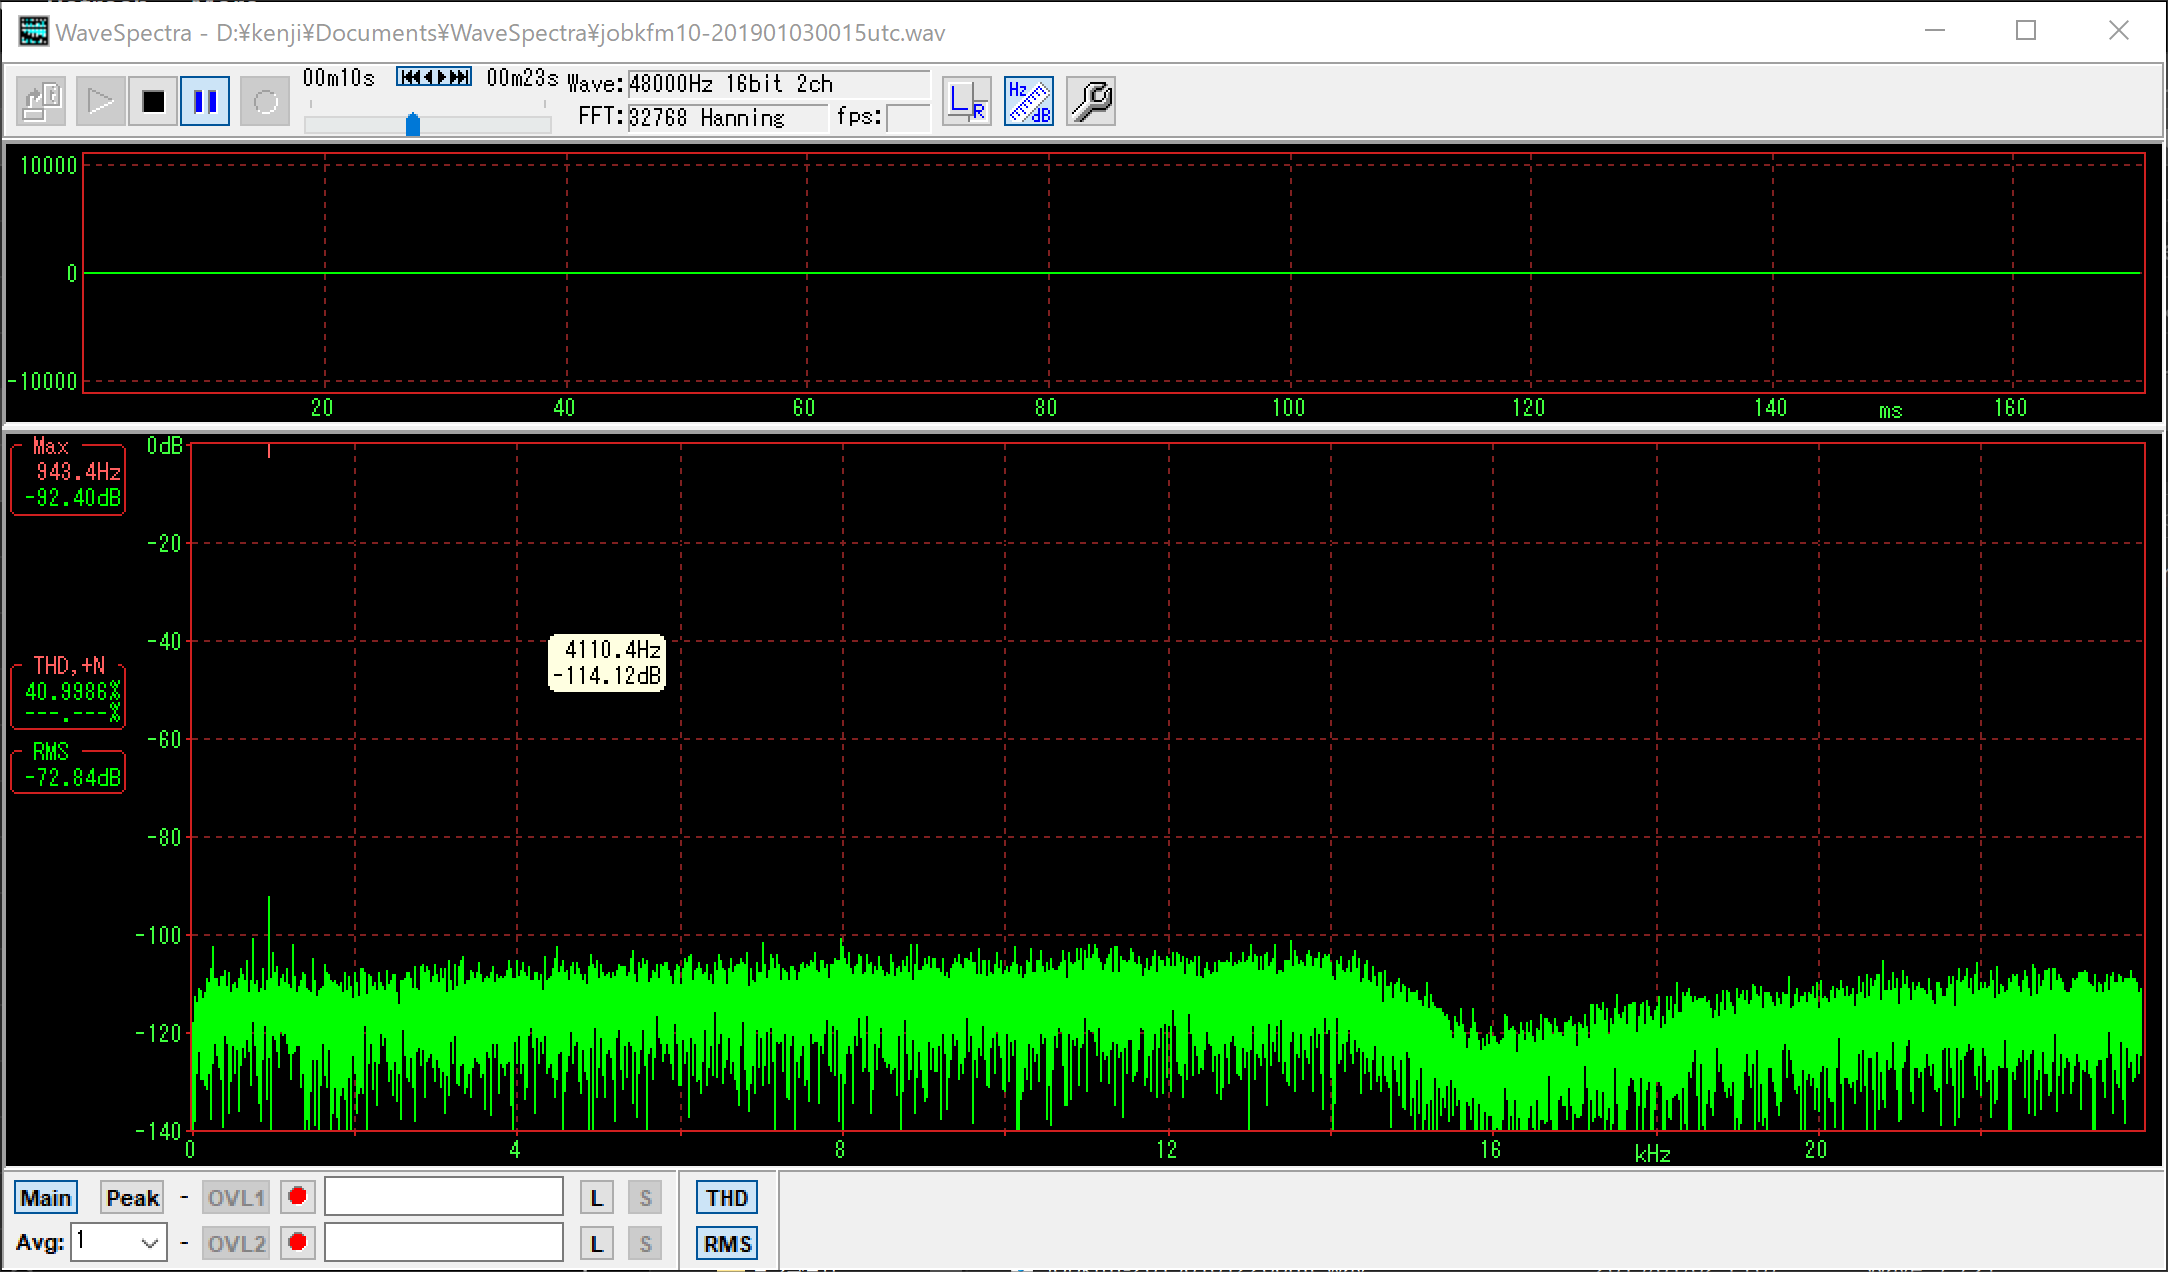 WaveSpectra - D:¥kenji¥Documents¥WaveSpectra¥jobkfm10-201901030015utc.wav
00m10s 00m23s Wave: 48000Hz 16bit 2ch
FFT: 32768 Hanning fps:
L R
Hz dB
10000
0
-10000
20 40 60 80 100 120 140 ms 160
Max
943.4Hz
-92.40dB
THD,+N
40.9986%
---.---%
RMS
-72.84dB
0dB
-20
-40
-60
-80
-100
-120
-140
4110.4Hz
-114.12dB
0 4 8 12 16 kHz 20
Main Peak - OVL1 L S THD
Avg: 1 - OVL2 L S RMS